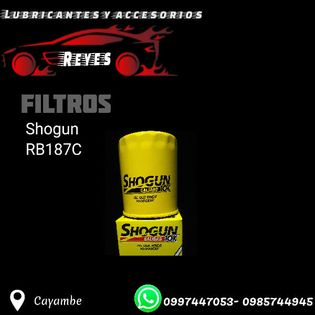 LUBRICANTES Y ACCESORIOS
REYES
FILTROS
Shogun
RB187C
SHOGUN
SHOGUN
Cayambe
0997447053- 0985744945